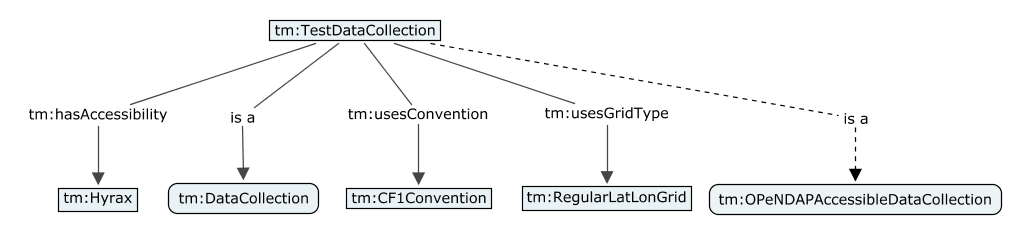 tm:TestDataCollection
tm:hasAccessibility
is a
tm:usesConvention
tm:usesGridType
is a
tm:Hyrax
tm:DataCollection
tm:CF1Convention
tm:RegularLatLonGrid
tm:OPeNDAPAccessibleDataCollection